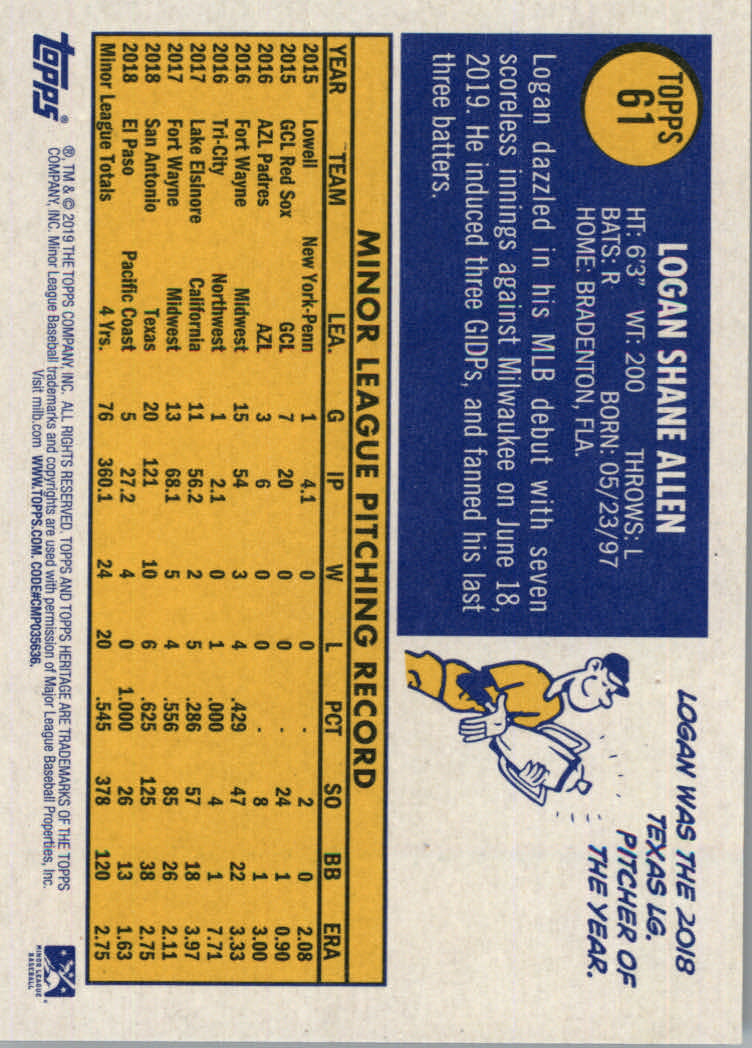 TOPPS
61
LOGAN SHANE ALLEN
HT: 6'3" WT: 200 THROWS: L
BATS: R BORN: 05/23/97
HOME: BRADENTON, FLA.
Logan dazzled in his MLB debut with seven
scoreless innings against Milwaukee on June 18,
2019. He induced three GIDPs, and fanned his last
three batters.
LOGAN WAS THE 2018
TEXAS LG.
PITCHER OF
THE YEAR.
MINOR LEAGUE PITCHING RECORD
YEAR TEAM LEA. G IP W L PCT SO BB ERA
2015 Lowell New York-Penn 1 4.1 0 0 - 2 0 2.08
2015 GCL Red Sox GCL 7 20 0 0 - 24 1 0.90
2016 AZL Padres AZL 3 6 0 0 - 8 1 3.00
2016 Fort Wayne Midwest 15 54 3 4 .429 47 22 3.33
2016 Tri-City Northwest 1 2.1 0 1 .000 4 1 7.71
2017 Lake Elsinore California 11 56.2 2 5 .286 57 18 3.97
2017 Fort Wayne Midwest 13 68.1 5 4 .556 85 26 2.11
2018 San Antonio Texas 20 121 10 6 .625 125 38 2.75
2018 El Paso Pacific Coast 5 27.2 4 0 1.000 26 13 1.63
Minor League Totals 4 Yrs. 76 360.1 24 20 .545 378 120 2.75
topps®
®, TM & © 2019 THE TOPPS COMPANY, INC. ALL RIGHTS RESERVED. TOPPS AND TOPPS HERITAGE ARE TRADEMARKS OF THE TOPPS
COMPANY, INC. Minor League Baseball trademarks and copyrights are used with permission of Major League Baseball Properties, Inc.
Visit milb.com WWW.TOPPS.COM. CODE#CMP035636.
MINOR LEAGUE
BASEBALL